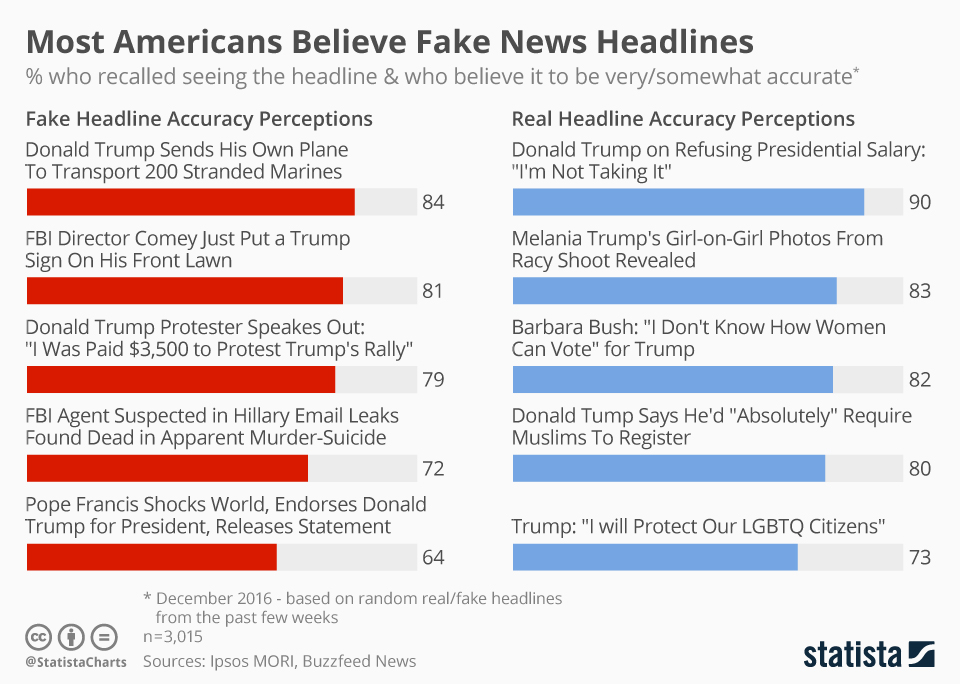 Most Americans Believe Fake News Headlines
% who recalled seeing the headline & who believe it to be very/somewhat accurate*
Fake Headline Accuracy Perceptions
Donald Trump Sends His Own Plane
To Transport 200 Stranded Marines
84
FBI Director Comey Just Put a Trump
Sign On His Front Lawn
81
Donald Trump Protester Speaks Out:
"I Was Paid $3,500 to Protest Trump's Rally"
79
FBI Agent Suspected in Hillary Email Leaks
Found Dead in Apparent Murder-Suicide
72
Pope Francis Shocks World, Endorses Donald
Trump for President, Releases Statement
64
Real Headline Accuracy Perceptions
Donald Trump on Refusing Presidential Salary:
"I'm Not Taking It"
90
Melania Trump's Girl-on-Girl Photos From
Racy Shoot Revealed
83
Barbara Bush: "I Don't Know How Women
Can Vote" for Trump
82
Donald Tump Says He'd "Absolutely" Require
Muslims To Register
80
Trump: "I will Protect Our LGBTQ Citizens"
73
* December 2016 - based on random real/fake headlines
from the past few weeks
n=3,015
Sources: Ipsos MORI, Buzzfeed News
cc
@StatistaCharts
statista